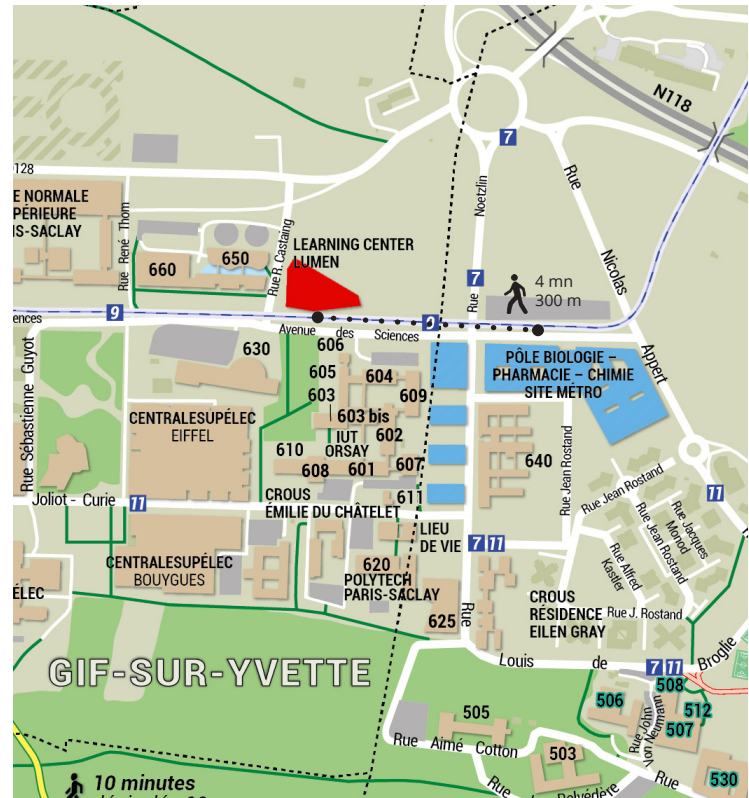 N118
7
128
E NORMALE
PÉRIEURE
IS-SACLAY
Rue René Thom
660
650
Rue R. Castaing
LEARNING CENTER
LUMEN
Noetzlin
Rue
7
4 mn
300 m
Rue
Nicolas
Appert
9
9
ences
Avenue des Sciences
Rue Sébastienne Guyot
630
606
605
604
603
609
603 bis
602
IUT
ORSAY
610
608
601
607
611
PÔLE BIOLOGIE –
PHARMACIE – CHIMIE
SITE MÉTRO
CENTRALESUPÉLEC
EIFFEL
640
Rue Jean Rostand
Rue Jean Rostand
11
Rue Jacques
Monod
Rue Jean Rostand
Rue Alfred
Kastler
Rue J. Rostand
Joliot - Curie
11
CROUS
ÉMILIE DU CHÂTELET
LIEU
DE VIE
7 11
CENTRALESUPÉLEC
BOUYGUES
ÉLEC
620
POLYTECH
PARIS-SACLAY
625
CROUS
RÉSIDENCE
EILEN GRAY
Rue
Louis de
Broglie
7 11
GIF-SUR-YVETTE
508
506
512
507
Rue John
Von Neumann
505
503
530
Rue Aimé Cotton
Rue
Rue
10 minutes